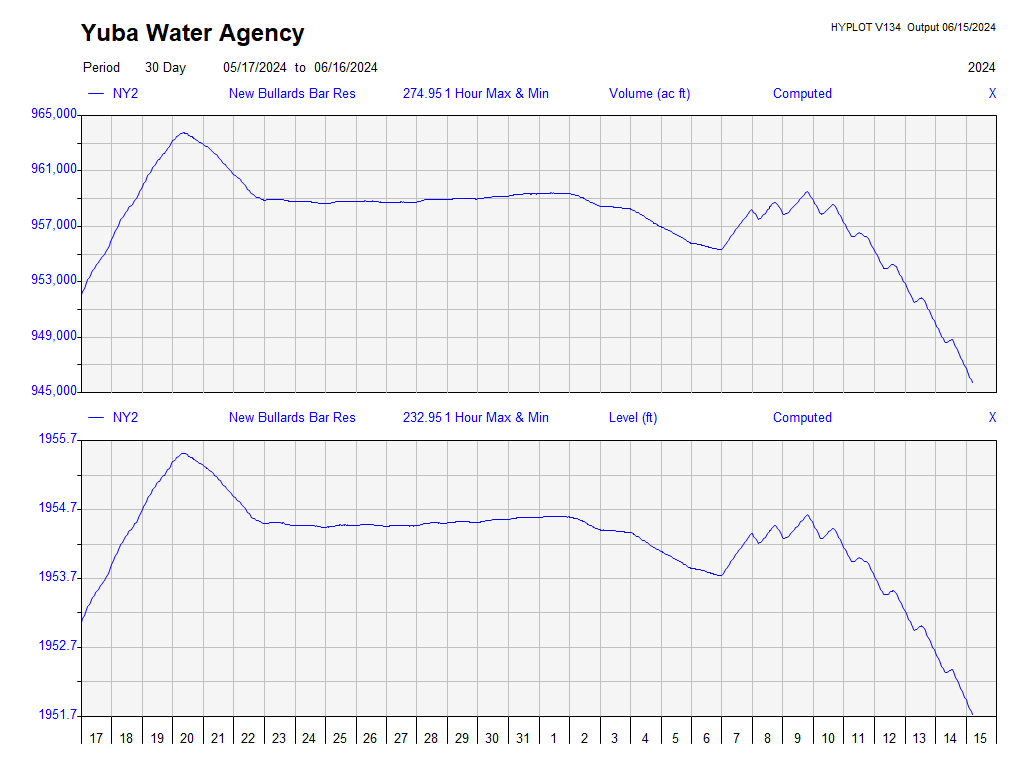 Yuba Water Agency
HYPLOT V134 Output 06/15/2024
Period 30 Day 05/17/2024 to 06/16/2024 2024
NY2 New Bullards Bar Res 274.95 1 Hour Max & Min Volume (ac ft) Computed X
965,000
961,000
957,000
953,000
949,000
945,000
NY2 New Bullards Bar Res 232.95 1 Hour Max & Min Level (ft) Computed X
1955.7
1954.7
1953.7
1952.7
1951.7
17 18 19 20 21 22 23 24 25 26 27 28 29 30 31 1 2 3 4 5 6 7 8 9 10 11 12 13 14 15